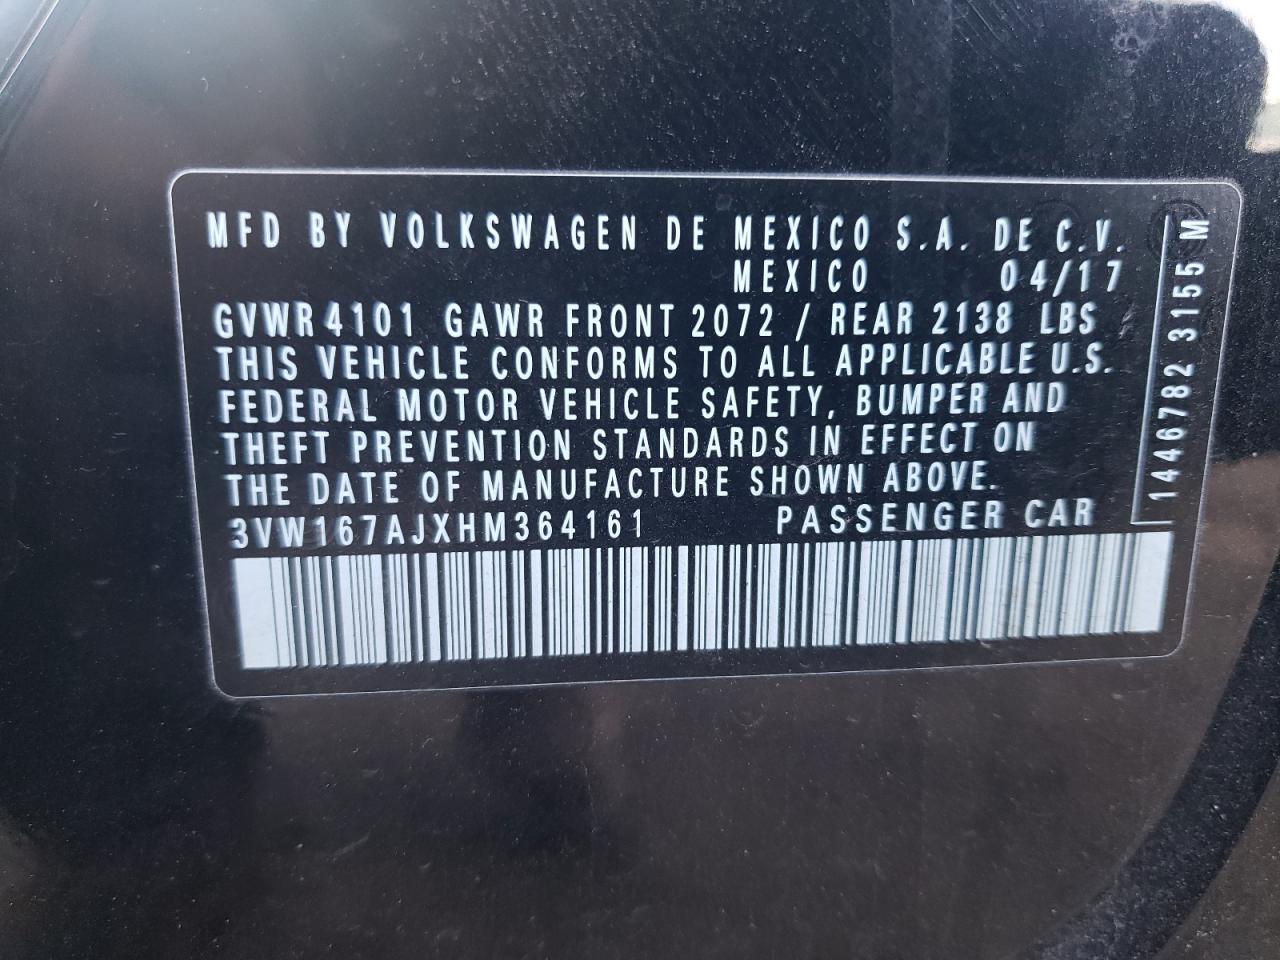 MFD BY VOLKSWAGEN DE MEXICO S.A. DE C.V.
MEXICO 04/17
GVWR 4101 GAWR FRONT 2072 / REAR 2138 LBS
THIS VEHICLE CONFORMS TO ALL APPLICABLE U.S.
FEDERAL MOTOR VEHICLE SAFETY, BUMPER AND
THEFT PREVENTION STANDARDS IN EFFECT ON
THE DATE OF MANUFACTURE SHOWN ABOVE.
3VW167AJXHM364161 PASSENGER CAR
1446782 3155 M